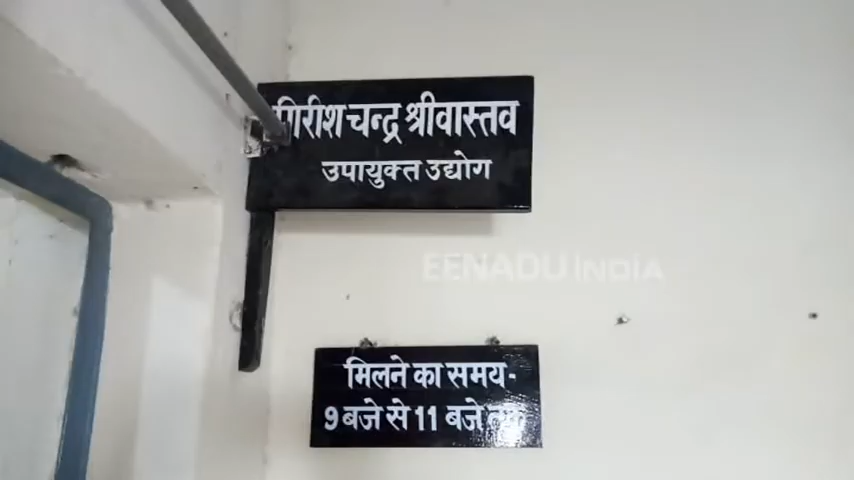 गिरीश चन्द्र श्रीवास्तव
उपायुक्त उद्योग
EENADU INDIA
मिलने का समय-
9 बजे से 11 बजे तक